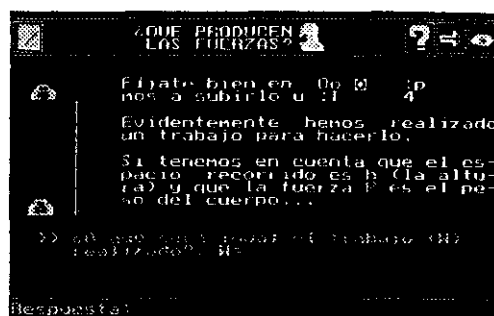 ¿QUE PRODUCEN
LAS FUERZAS?
Fíjate bien en
mos a subirlo
Evidentemente hemos realizado
un trabajo para hacerlo.
Si tenemos en cuenta que el es-
pacio recorrido es h (la altu-
ra) y que la fuerza F es el pe-
so del cuerpo...
>> trabajo (W)
realizado? W=
Respuesta: